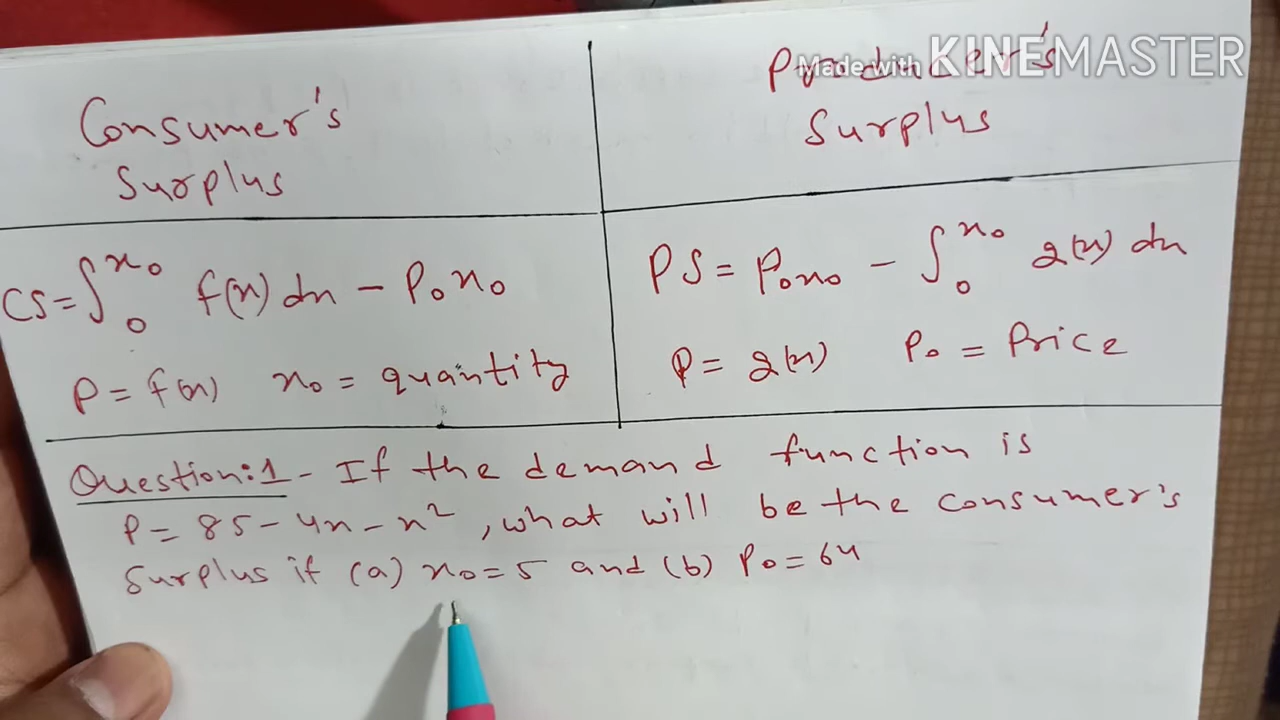 Made with KINEMASTER
Consumer's
Surplus
Producer's
Surplus
CS = ∫₀^x₀ f(x) dx - P₀x₀
P = f(x) x₀ = quantity
PS = P₀x₀ - ∫₀^x₀ g(x) dx
P = g(x) P₀ = Price
Question:1 - If the demand function is
P = 85 - 4x - x², what will be the consumer's
surplus if (a) x₀ = 5 and (b) P₀ = 64